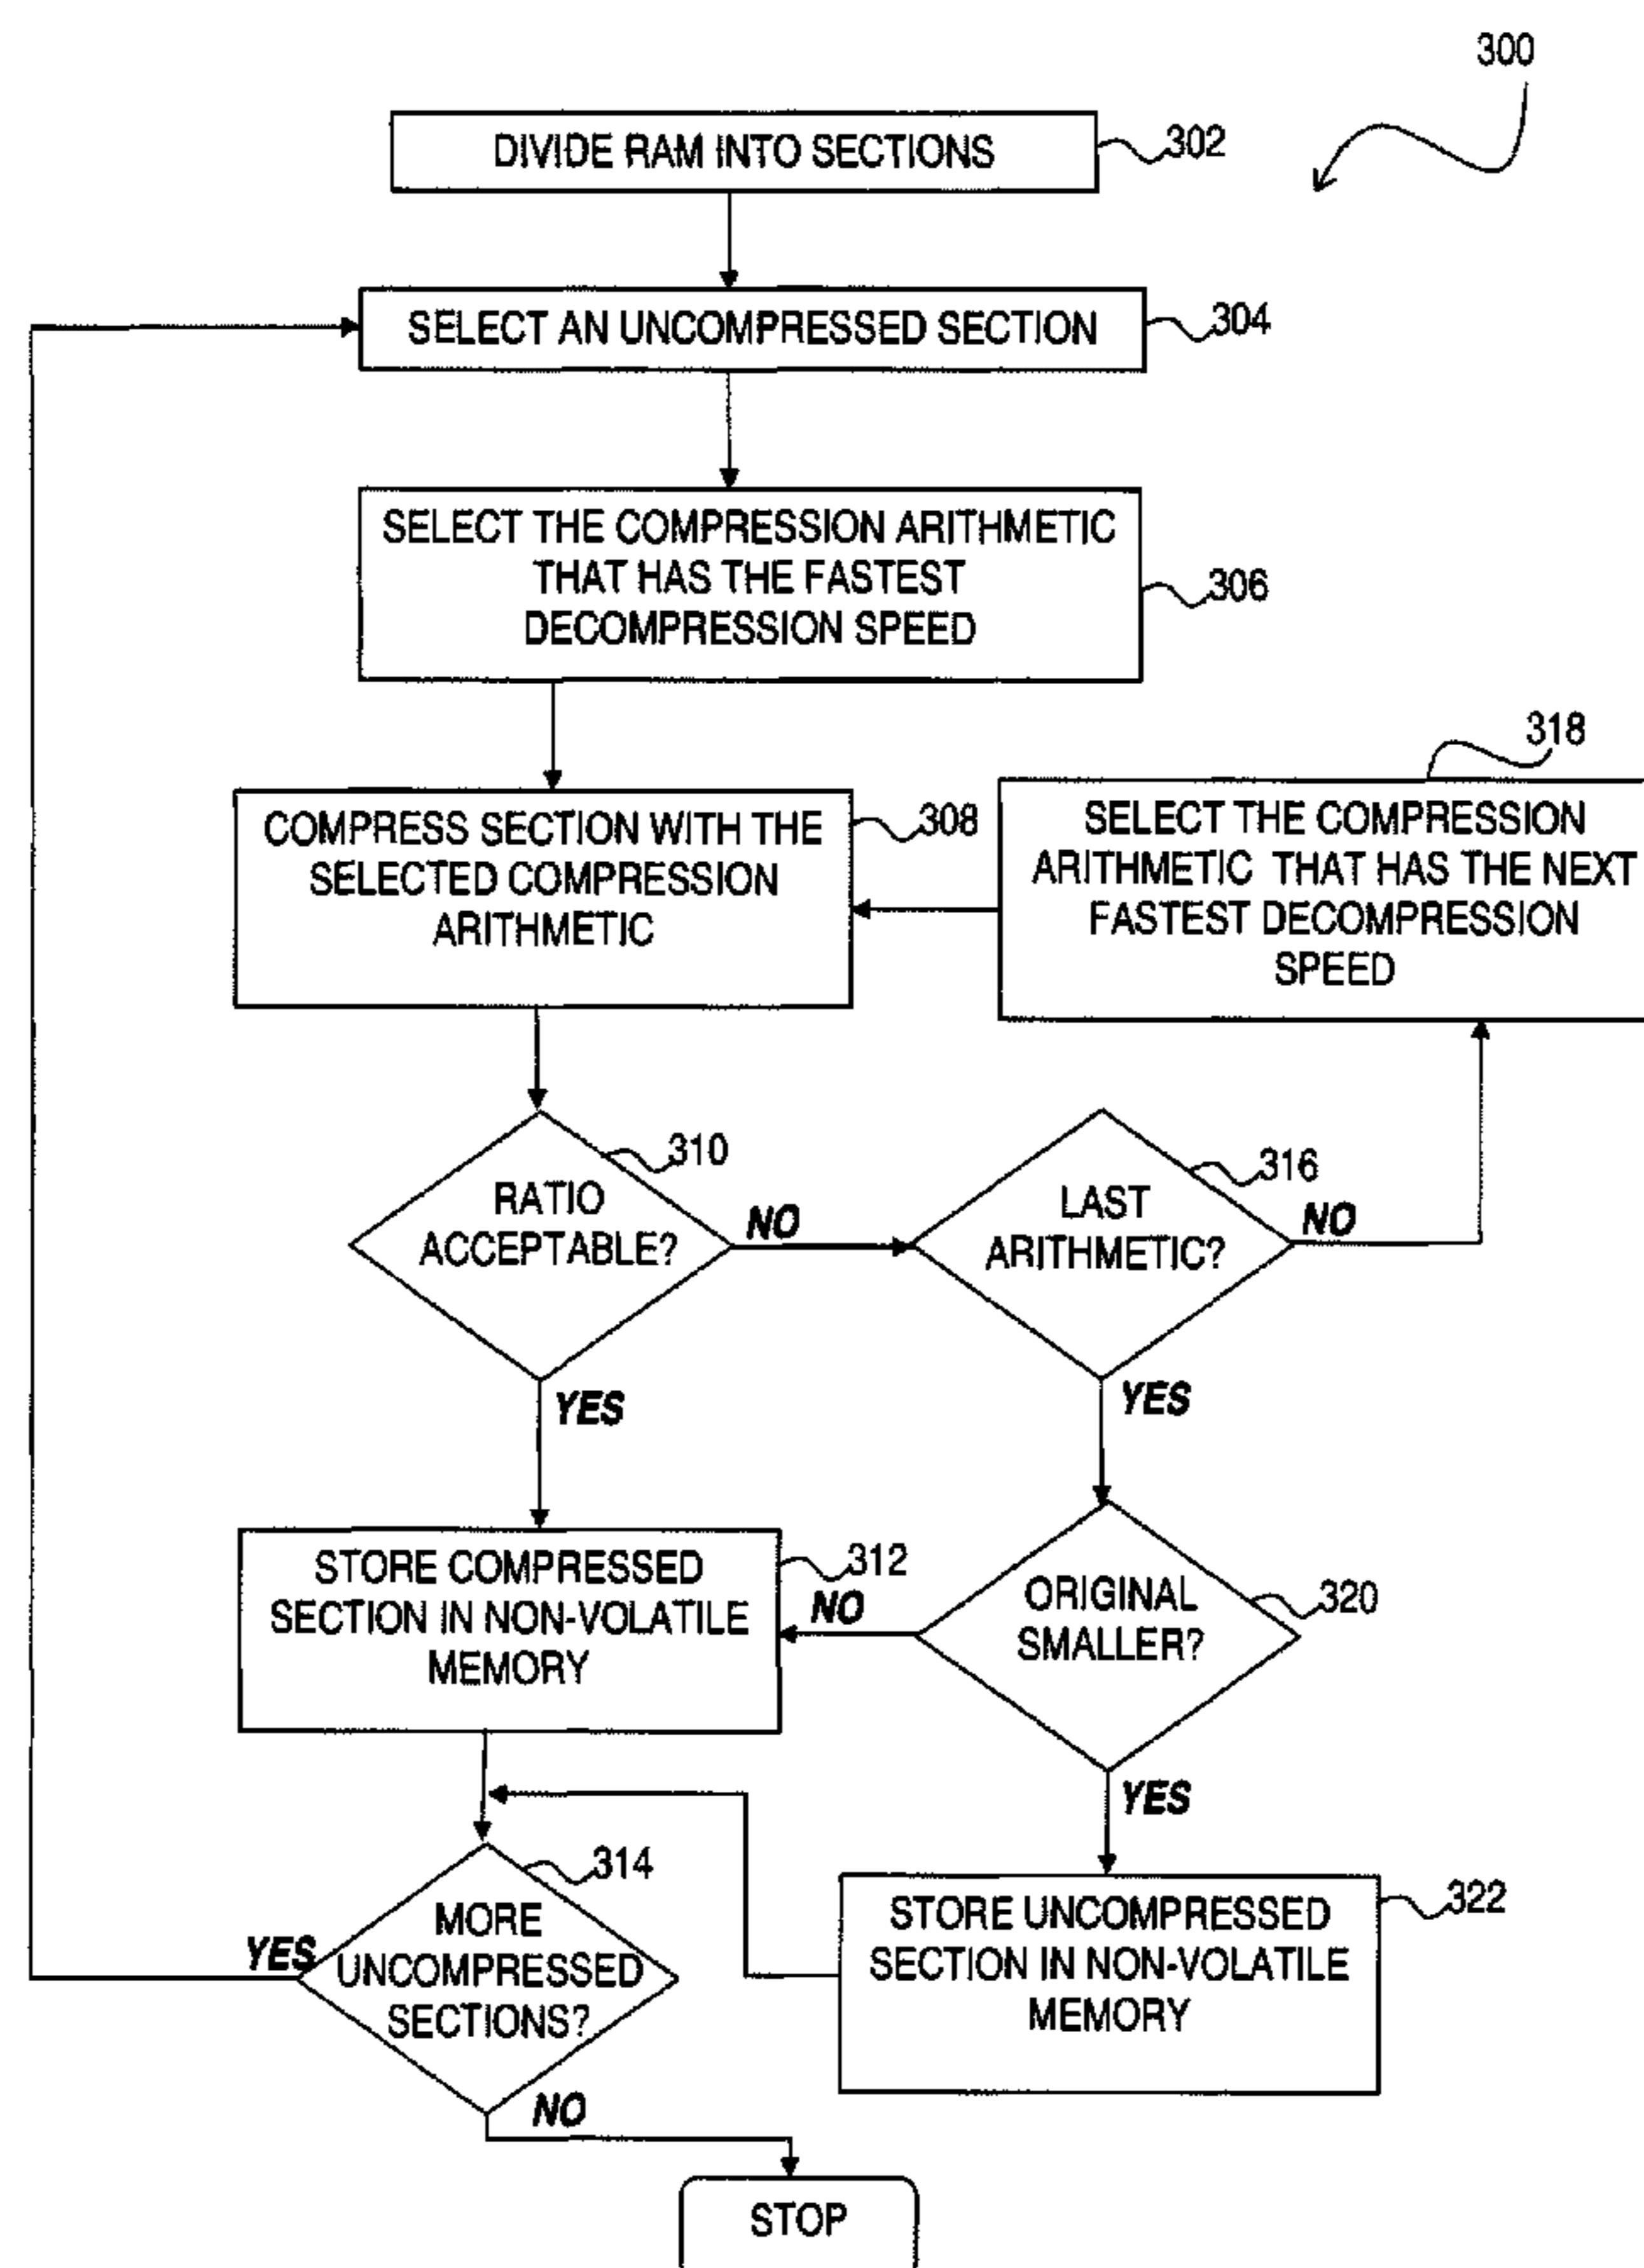 300
DIVIDE RAM INTO SECTIONS
302
SELECT AN UNCOMPRESSED SECTION
304
SELECT THE COMPRESSION ARITHMETIC
THAT HAS THE FASTEST
DECOMPRESSION SPEED
306
318
COMPRESS SECTION WITH THE
SELECTED COMPRESSION
ARITHMETIC
308
SELECT THE COMPRESSION
ARITHMETIC THAT HAS THE NEXT
FASTEST DECOMPRESSION
SPEED
310
RATIO
ACCEPTABLE?
NO
316
LAST
ARITHMETIC?
NO
YES
YES
STORE COMPRESSED
SECTION IN NON-VOLATILE
MEMORY
312
NO
ORIGINAL
SMALLER?
320
YES
314
MORE
UNCOMPRESSED
SECTIONS?
YES
STORE UNCOMPRESSED
SECTION IN NON-VOLATILE
MEMORY
322
NO
STOP